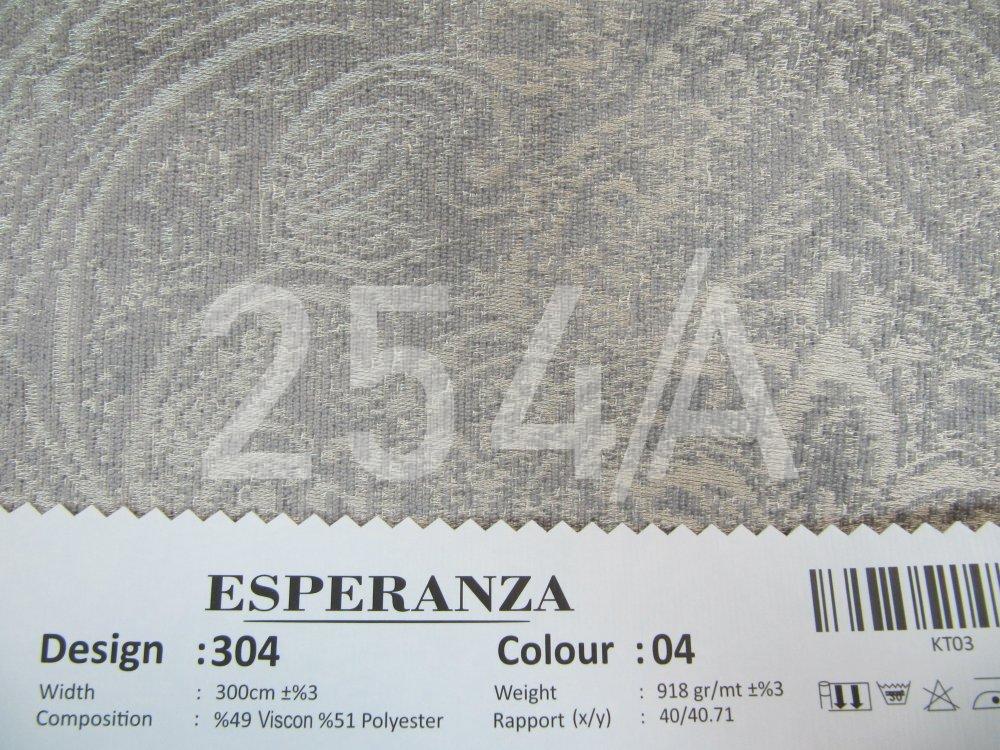 254/A
ESPERANZA
Design : 304 Colour : 04
Width : 300cm ±%3 Weight : 918 gr/mt ±%3
Composition : %49 Viscon %51 Polyester Rapport (x/y) : 40/40.71
KT03
30